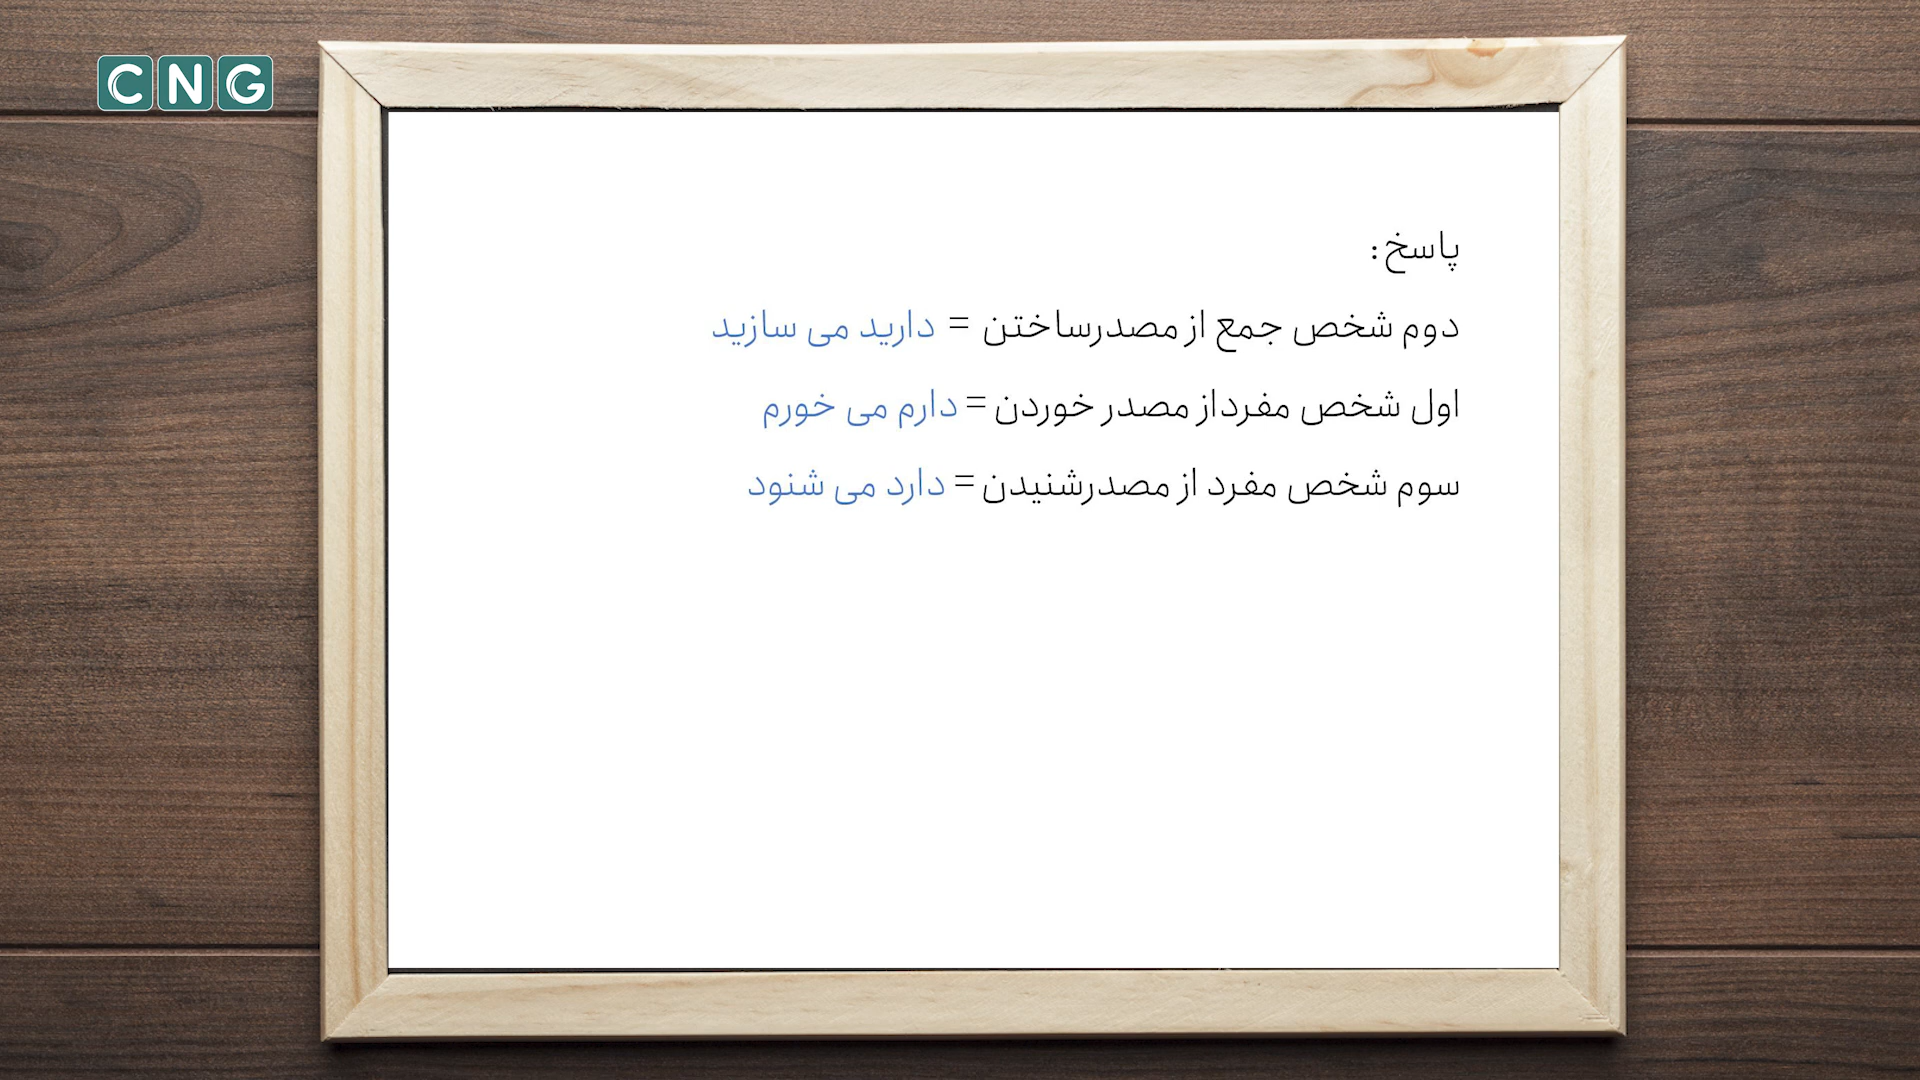 CNG
پاسخ:
دوم شخص جمع از مصدرساختن = دارید می سازید
اول شخص مفرداز مصدر خوردن = دارم می خورم
سوم شخص مفرد از مصدرشنیدن = دارد می شنود